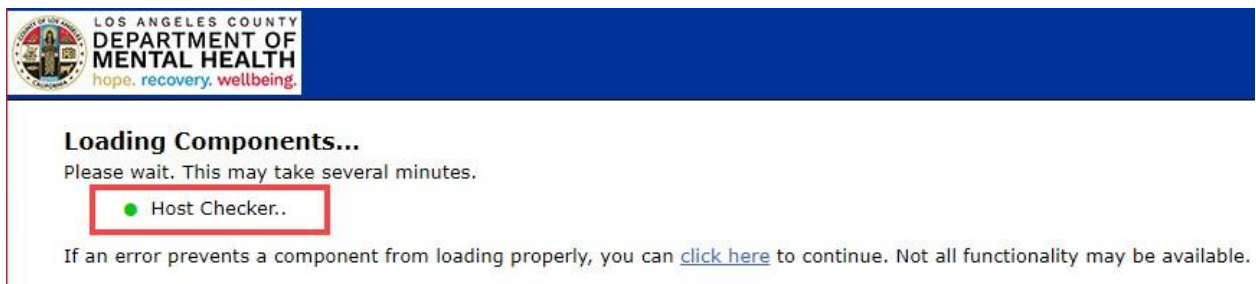 LOS ANGELES COUNTY
DEPARTMENT OF
MENTAL HEALTH
hope. recovery. wellbeing.
Loading Components...
Please wait. This may take several minutes.
Host Checker..
If an error prevents a component from loading properly, you can click here to continue. Not all functionality may be available.